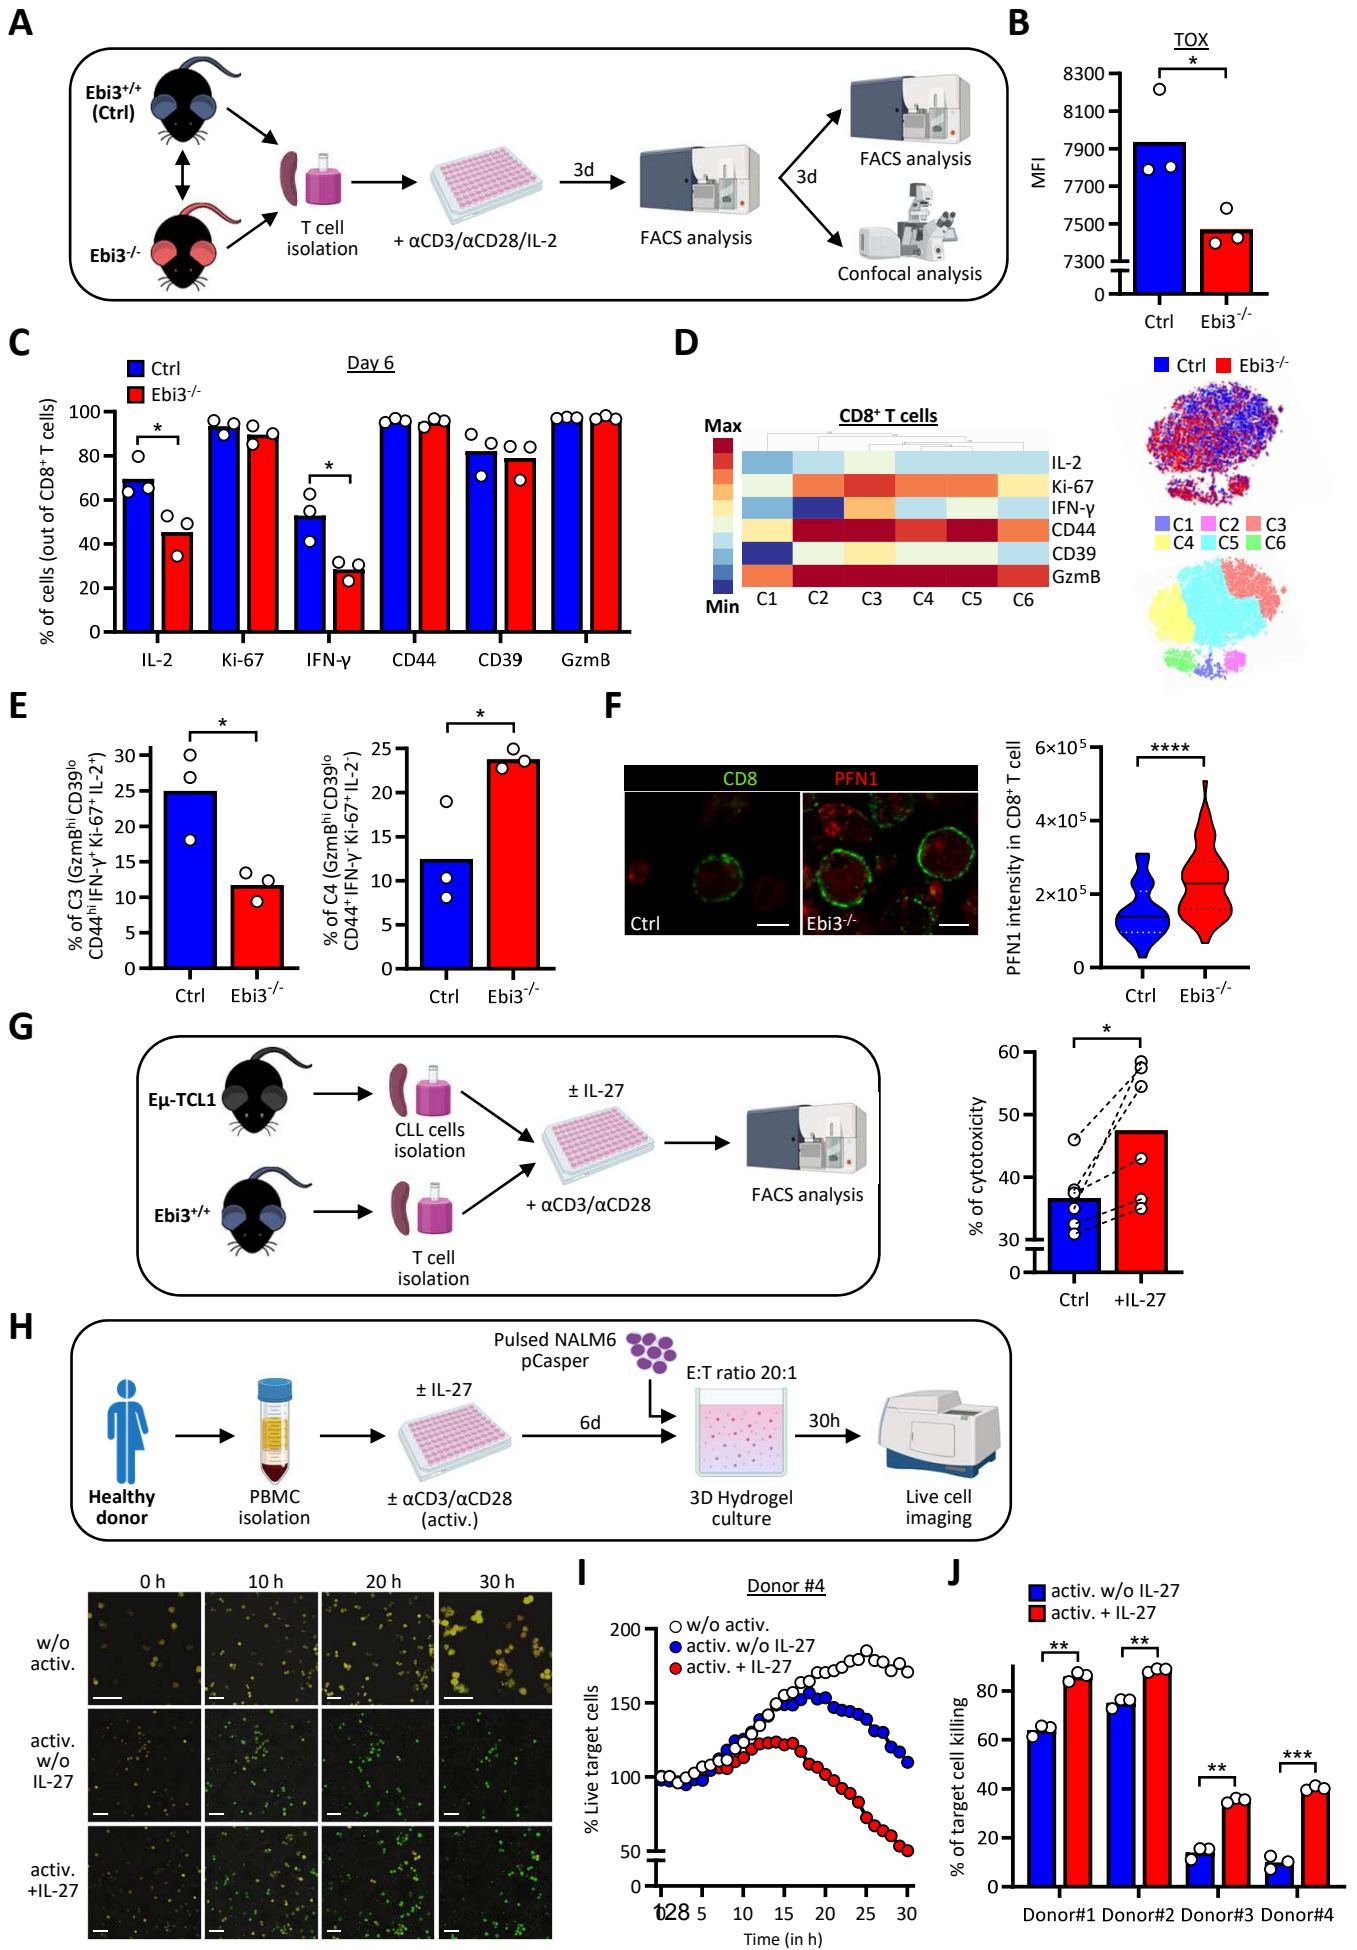 A
Ebi3+/+
(Ctrl)
Ebi3-/-
T cell
isolation
+ αCD3/αCD28/IL-2
3d
FACS analysis
3d
FACS analysis
Confocal analysis
B
TOX
*
MFI
8300
8100
7900
7700
7500
7300
0
Ctrl
Ebi3-/-
C
Ctrl
Ebi3-/-
Day 6
% of cells (out of CD8+ T cells)
100
80
60
40
20
0
*
*
IL-2
Ki-67
IFN-γ
CD44
CD39
GzmB
D
CD8+ T cells
Max
Min
IL-2
Ki-67
IFN-γ
CD44
CD39
GzmB
C1 C2 C3 C4 C5 C6
Ctrl Ebi3-/-
C1 C2 C3
C4 C5 C6
E
% of C3 (GzmBhi CD39lo
CD44hi IFN-γ+ Ki-67+ IL-2+)
30
25
20
15
10
5
0
*
Ctrl
Ebi3-/-
% of C4 (GzmBhi CD39lo
CD44+ IFN-γ- Ki-67+ IL-2-)
25
20
15
10
5
0
*
Ctrl
Ebi3-/-
F
CD8 PFN1
Ctrl
Ebi3-/-
PFN1 intensity in CD8+ T cell
6×10^5
4×10^5
2×10^5
0
****
Ctrl
Ebi3-/-
G
Eμ-TCL1
Ebi3+/+
CLL cells
isolation
T cell
isolation
± IL-27
+ αCD3/αCD28
FACS analysis
% of cytotoxicity
60
50
40
30
0
*
Ctrl
+IL-27
H
Healthy
donor
PBMC
isolation
± IL-27
± αCD3/αCD28
(activ.)
6d
Pulsed NALM6
pCasper
E:T ratio 20:1
3D Hydrogel
culture
30h
Live cell
imaging
0 h 10 h 20 h 30 h
w/o
activ.
activ.
w/o
IL-27
activ.
+IL-27
I
Donor #4
w/o activ.
activ. w/o IL-27
activ. + IL-27
% Live target cells
200
150
100
50
0
0 5 10 15 20 25 30
128
Time (in h)
J
activ. w/o IL-27
activ. + IL-27
% of target cell killing
80
60
40
20
0
**
**
**
***
Donor#1 Donor#2 Donor#3 Donor#4